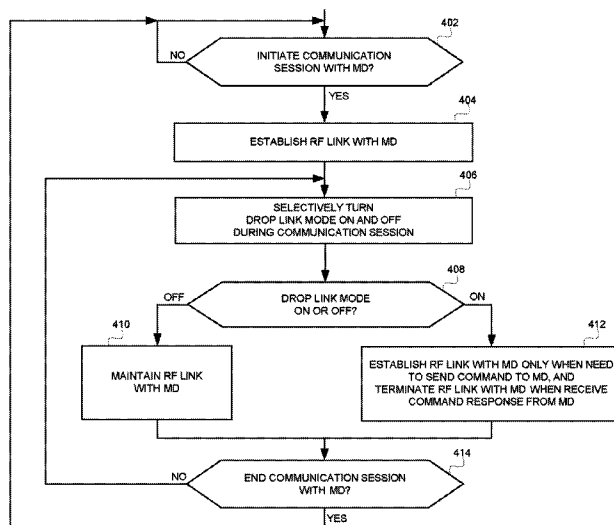 402
INITIATE COMMUNICATION
SESSION WITH MD?
NO
YES
404
ESTABLISH RF LINK WITH MD
406
SELECTIVELY TURN
DROP LINK MODE ON AND OFF
DURING COMMUNICATION SESSION
408
DROP LINK MODE
ON OR OFF?
OFF
ON
410
MAINTAIN RF LINK
WITH MD
412
ESTABLISH RF LINK WITH MD ONLY WHEN NEED
TO SEND COMMAND TO MD, AND
TERMINATE RF LINK WITH MD WHEN RECEIVE
COMMAND RESPONSE FROM MD
414
END COMMUNICATION SESSION
WITH MD?
NO
YES